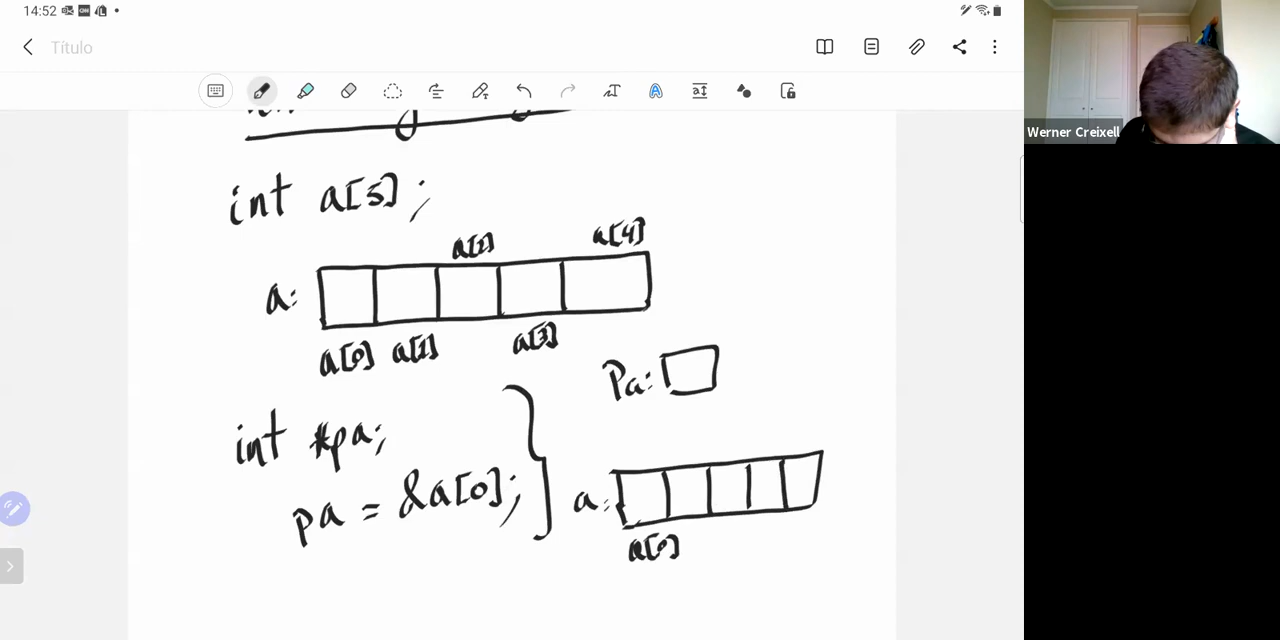 14:52
Título
Werner Creixell
int a[5];
a[2] a[4]
a:
a[0] a[1] a[3]
Pa:
int *pa;
pa = &a[0];
a:
a[0]